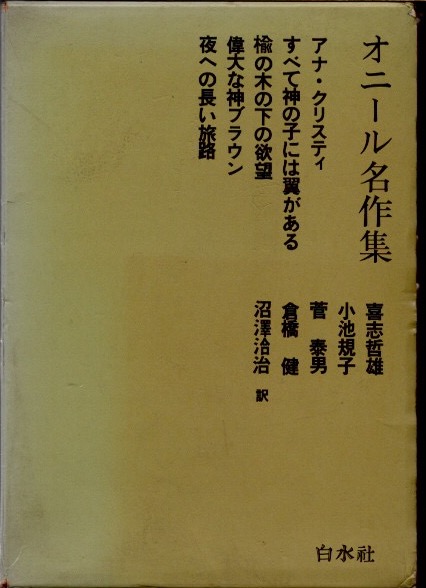 オニール名作集
アナ・クリスティ
すべて神の子には翼がある
楡の木の下の欲望
偉大な神ブラウン
夜への長い旅路
喜志哲雄
小池規子
菅 泰男
倉橋 健
沼澤洽治 訳
白水社